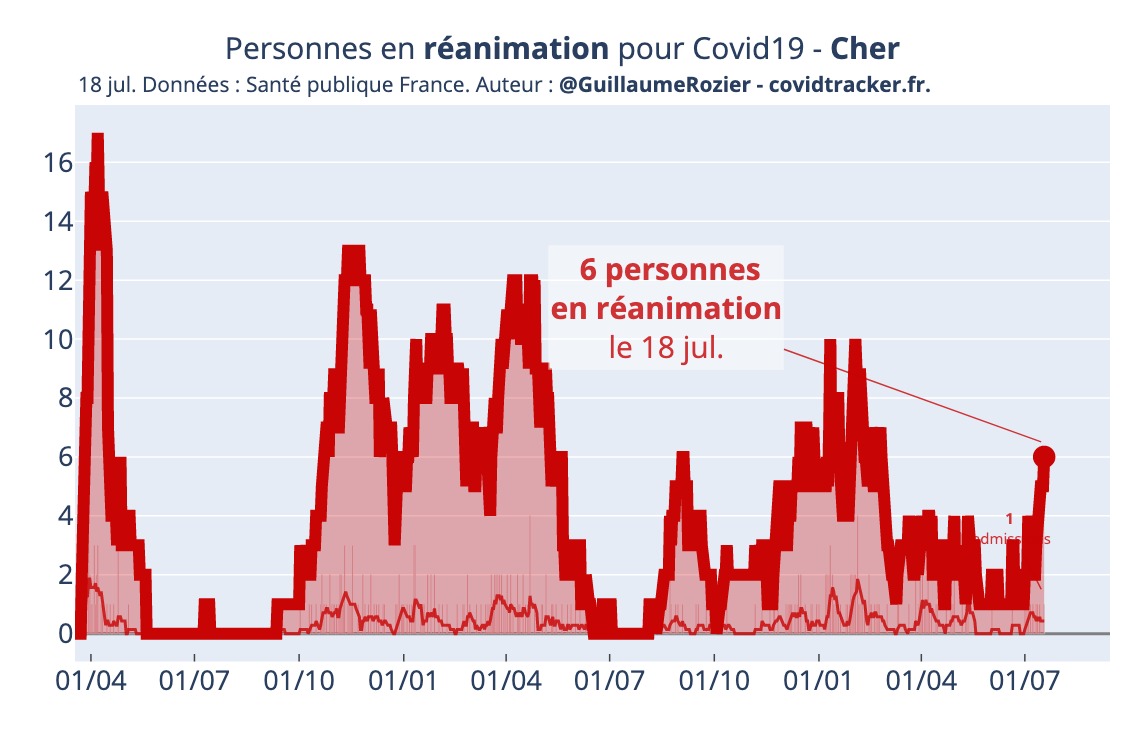 Personnes en réanimation pour Covid19 - Cher
18 jul. Données : Santé publique France. Auteur : @GuillaumeRozier - covidtracker.fr.
16
14
12
10
8
6
4
2
0
6 personnes
en réanimation
le 18 jul.
1
01/04 01/07 01/10 01/01 01/04 01/07 01/10 01/01 01/04 01/07